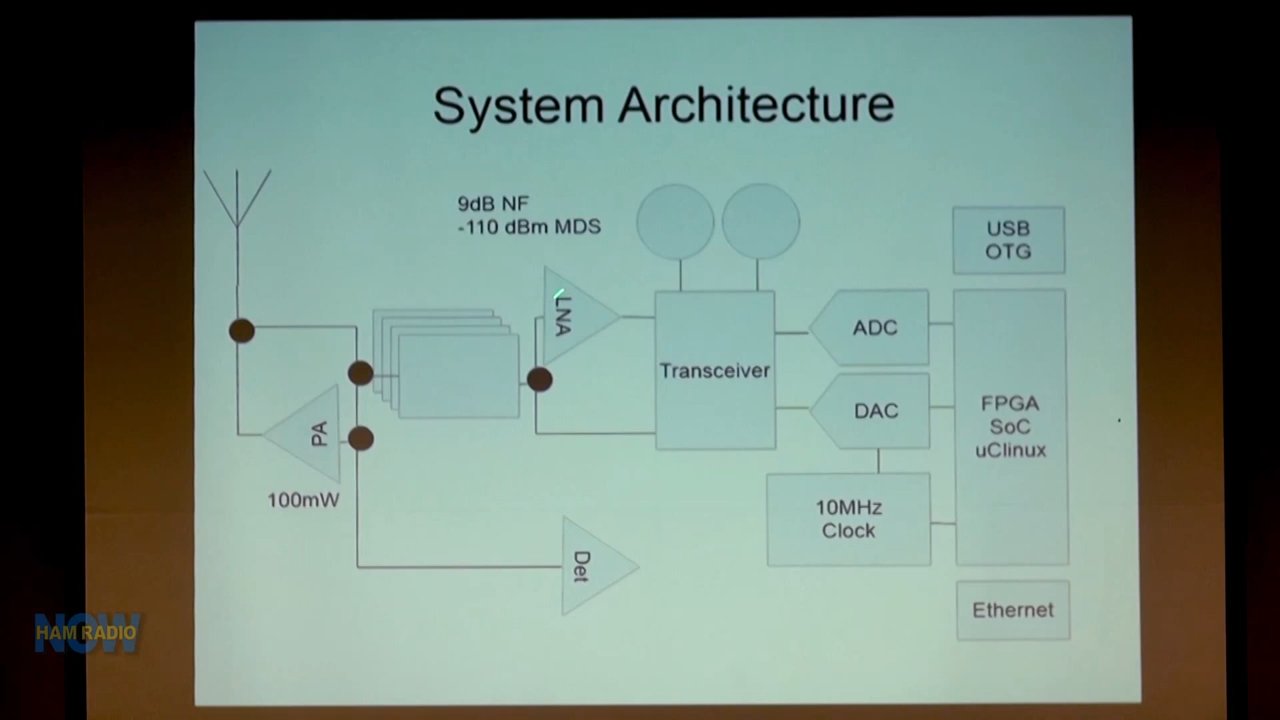 System Architecture
9dB NF
-110 dBm MDS
USB
OTG
LNA
ADC
Transceiver
DAC
FPGA
SoC
uClinux
PA
100mW
10MHz
Clock
Det
Ethernet
NOW
HAM RADIO